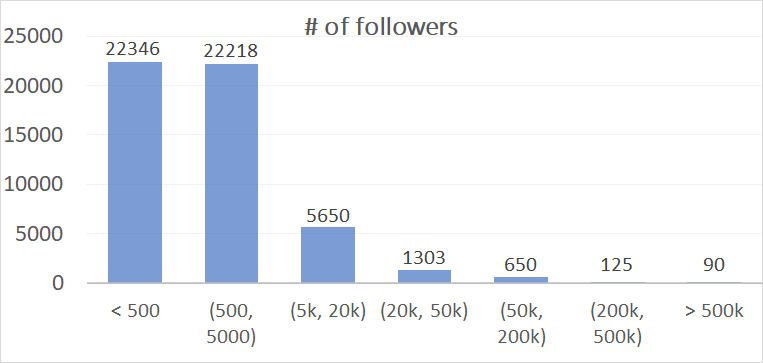 # of followers
25000
20000
15000
10000
5000
0
22346
22218
5650
1303
650
125
90
< 500
(500,
5000)
(5k, 20k)
(20k, 50k)
(50k,
200k)
(200k,
500k)
> 500k